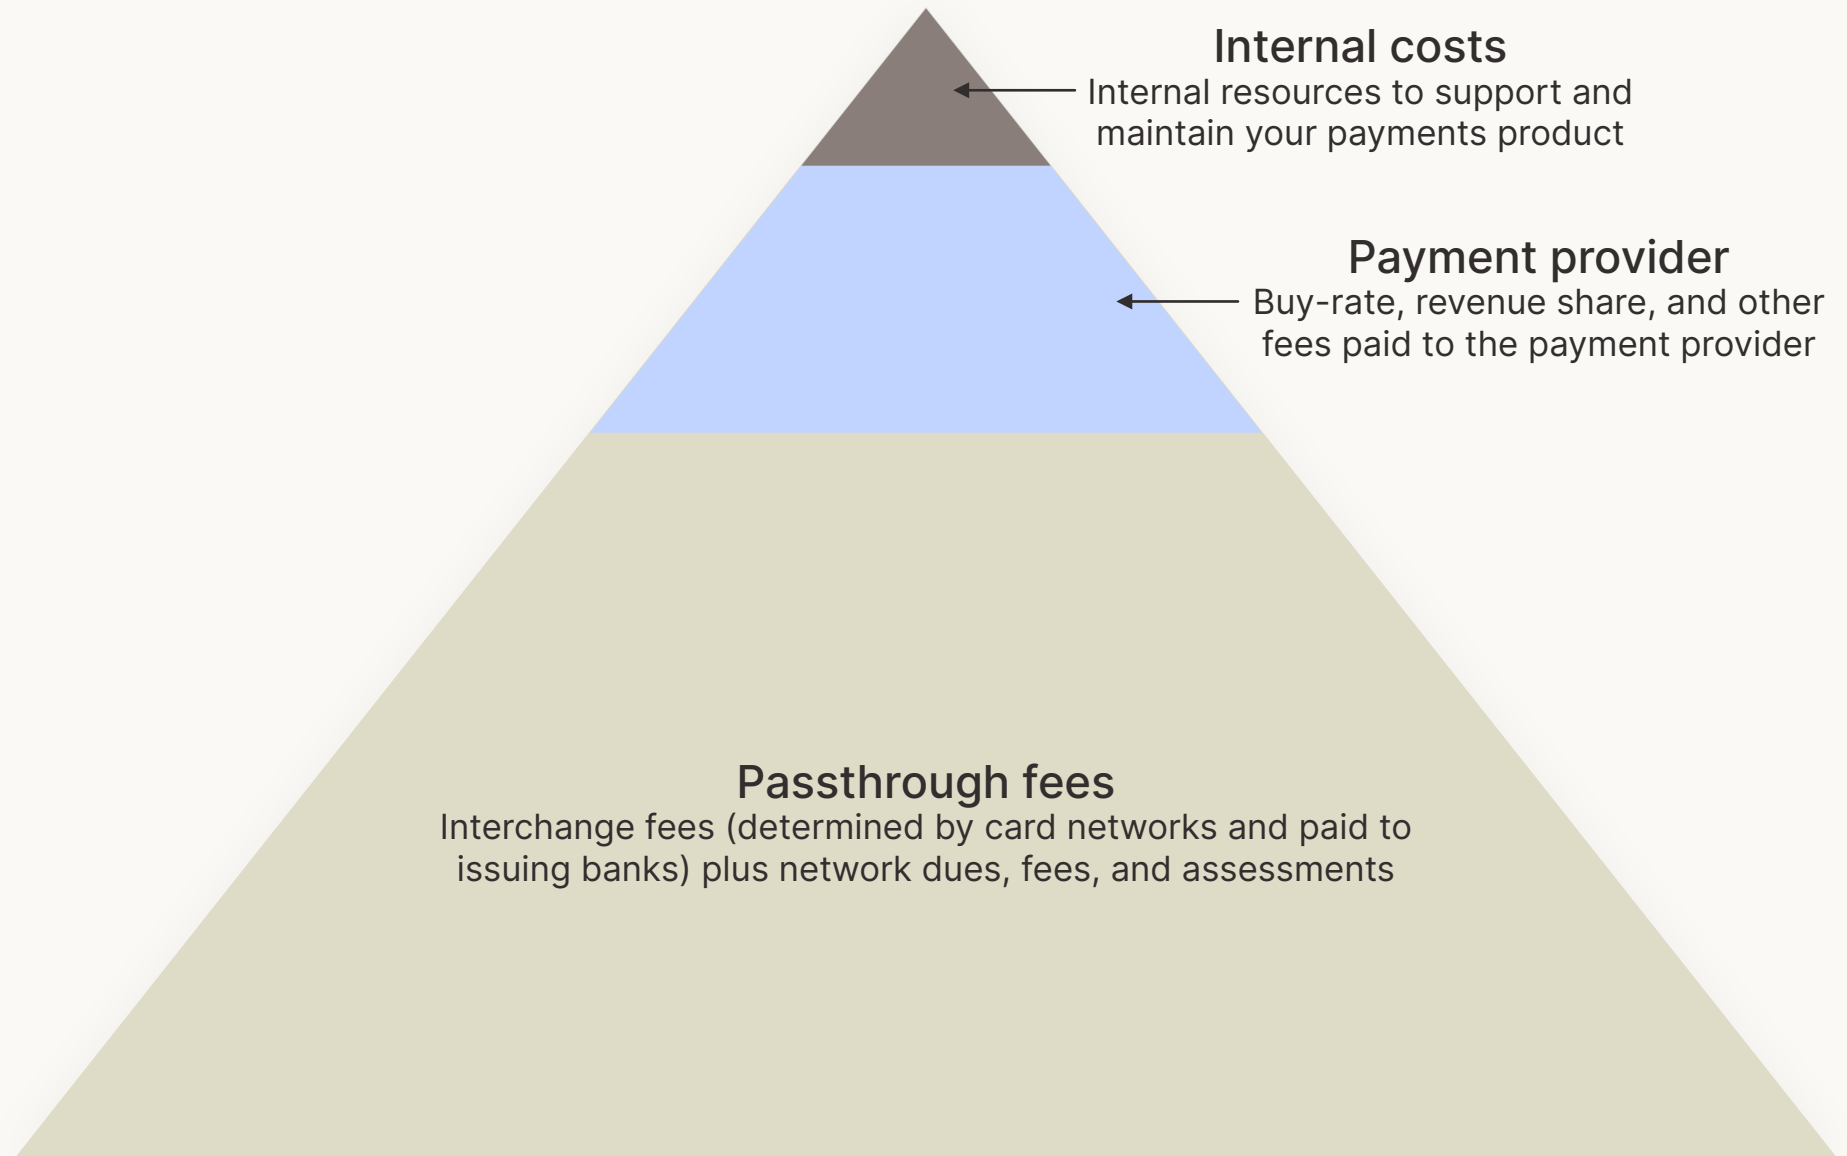 Internal costs
Internal resources to support and
maintain your payments product
Payment provider
Buy-rate, revenue share, and other
fees paid to the payment provider
Passthrough fees
Interchange fees (determined by card networks and paid to
issuing banks) plus network dues, fees, and assessments